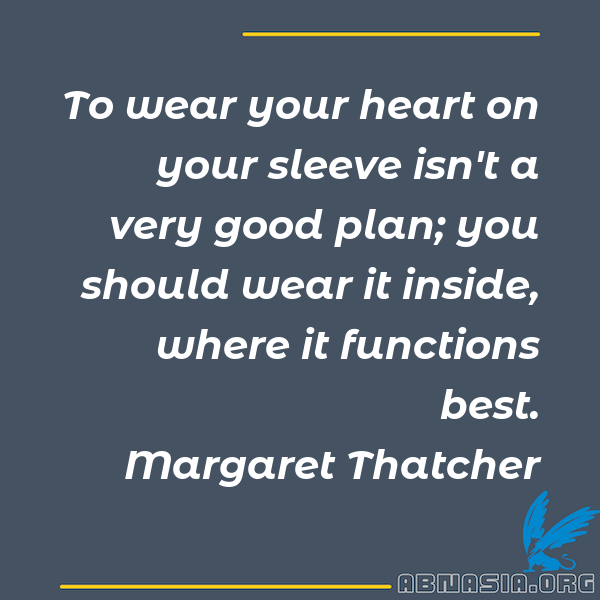 To wear your heart on
your sleeve isn't a
very good plan; you
should wear it inside,
where it functions
best.
Margaret Thatcher
ABNASIA.ORG